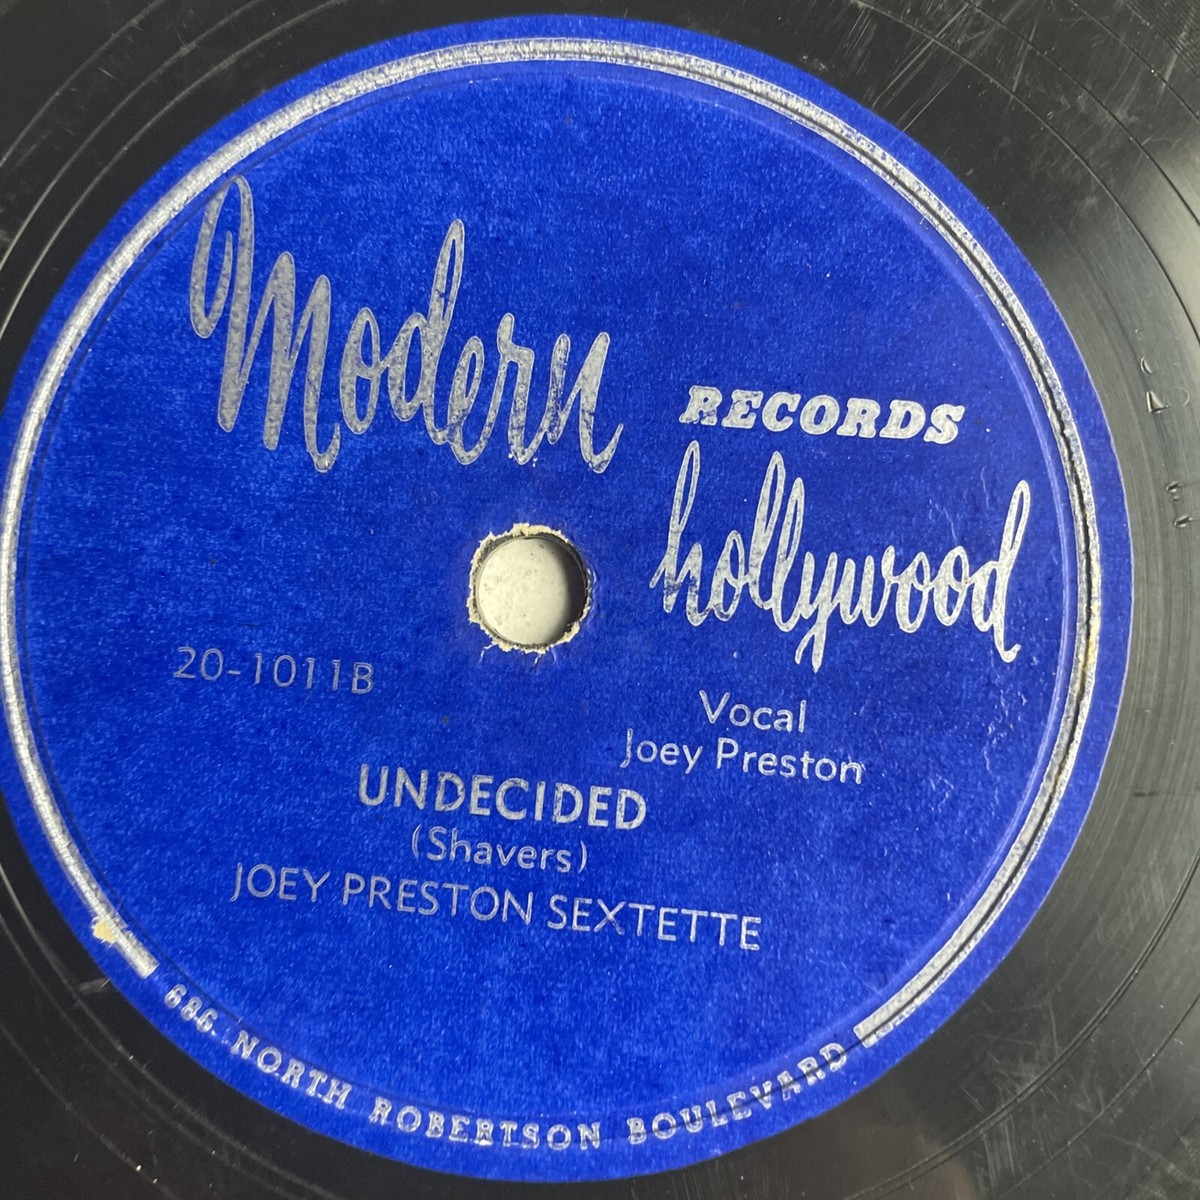 Modern
RECORDS
hollywood
20-1011B
Vocal
Joey Preston
UNDECIDED
(Shavers)
JOEY PRESTON SEXTETTE
686 NORTH ROBERTSON BOULEVARD